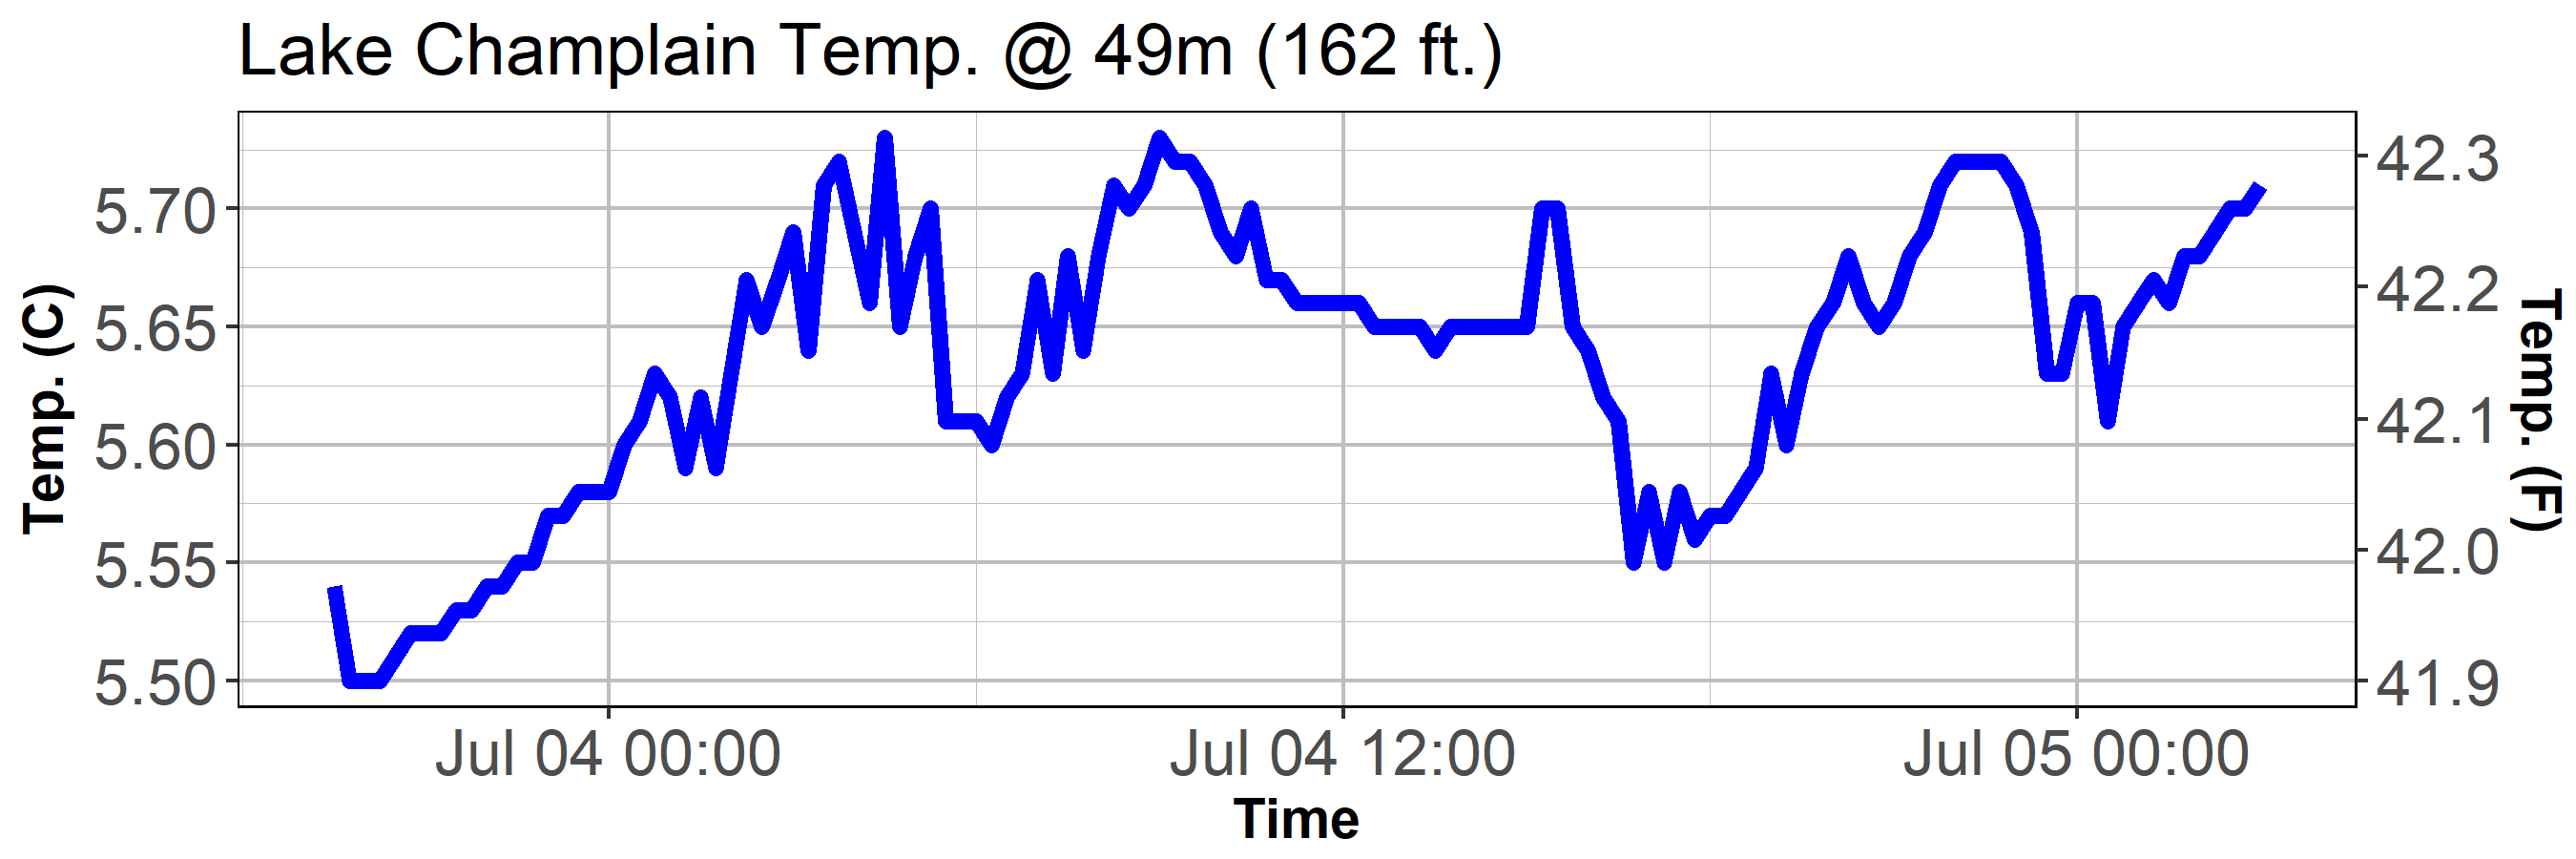 Lake Champlain Temp. @ 49m (162 ft.)
Temp. (C)
5.70
5.65
5.60
5.55
5.50
42.3
42.2
42.1
42.0
41.9
Temp. (F)
Jul 04 00:00
Jul 04 12:00
Jul 05 00:00
Time